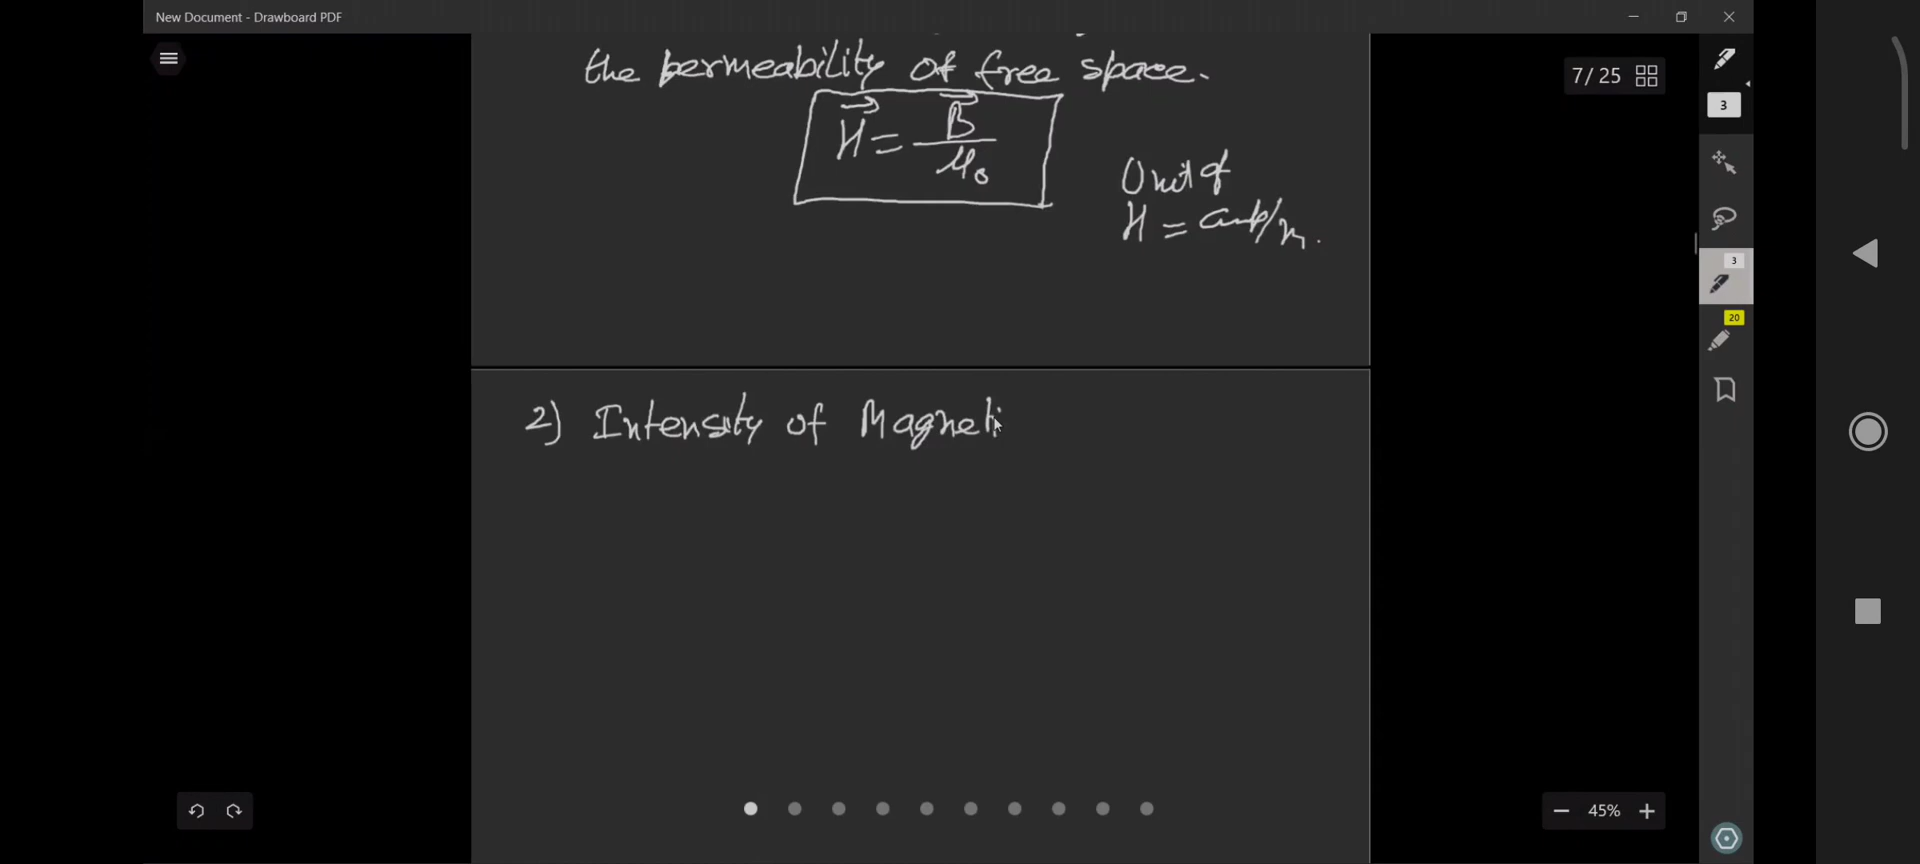 New Document - Drawboard PDF
the permeability of free space.
7 / 25
H = B / μ₀
3
Unit of
H = amp/m.
3
20
2) Intensity of Magneti
45%